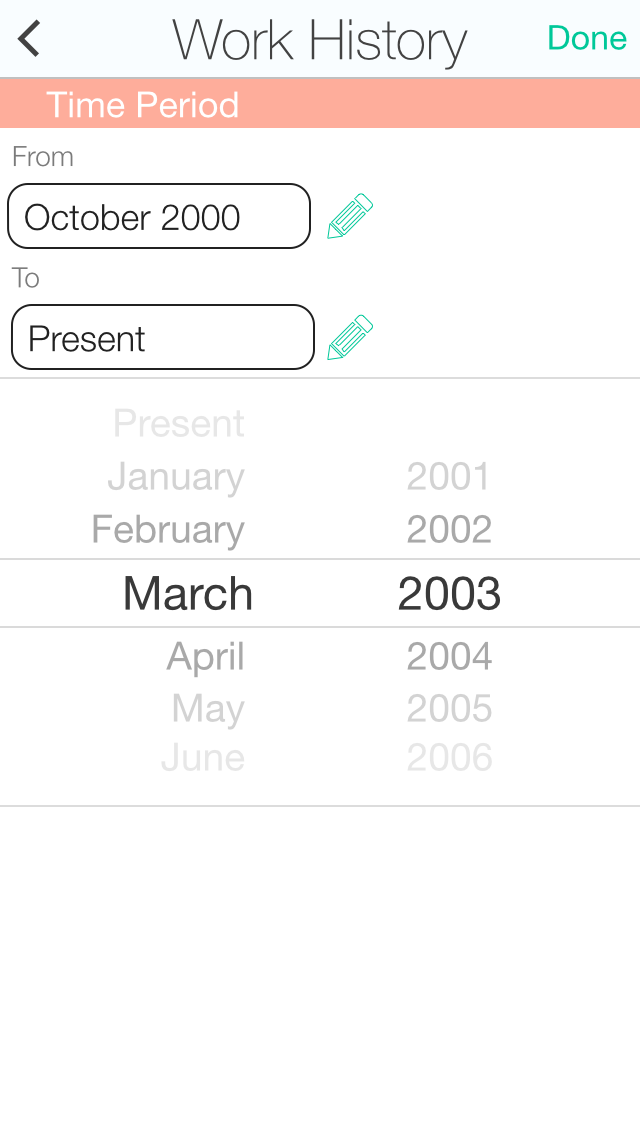 Work History
Done
Time Period
From
October 2000
To
Present
Present
January 2001
February 2002
March 2003
April 2004
May 2005
June 2006